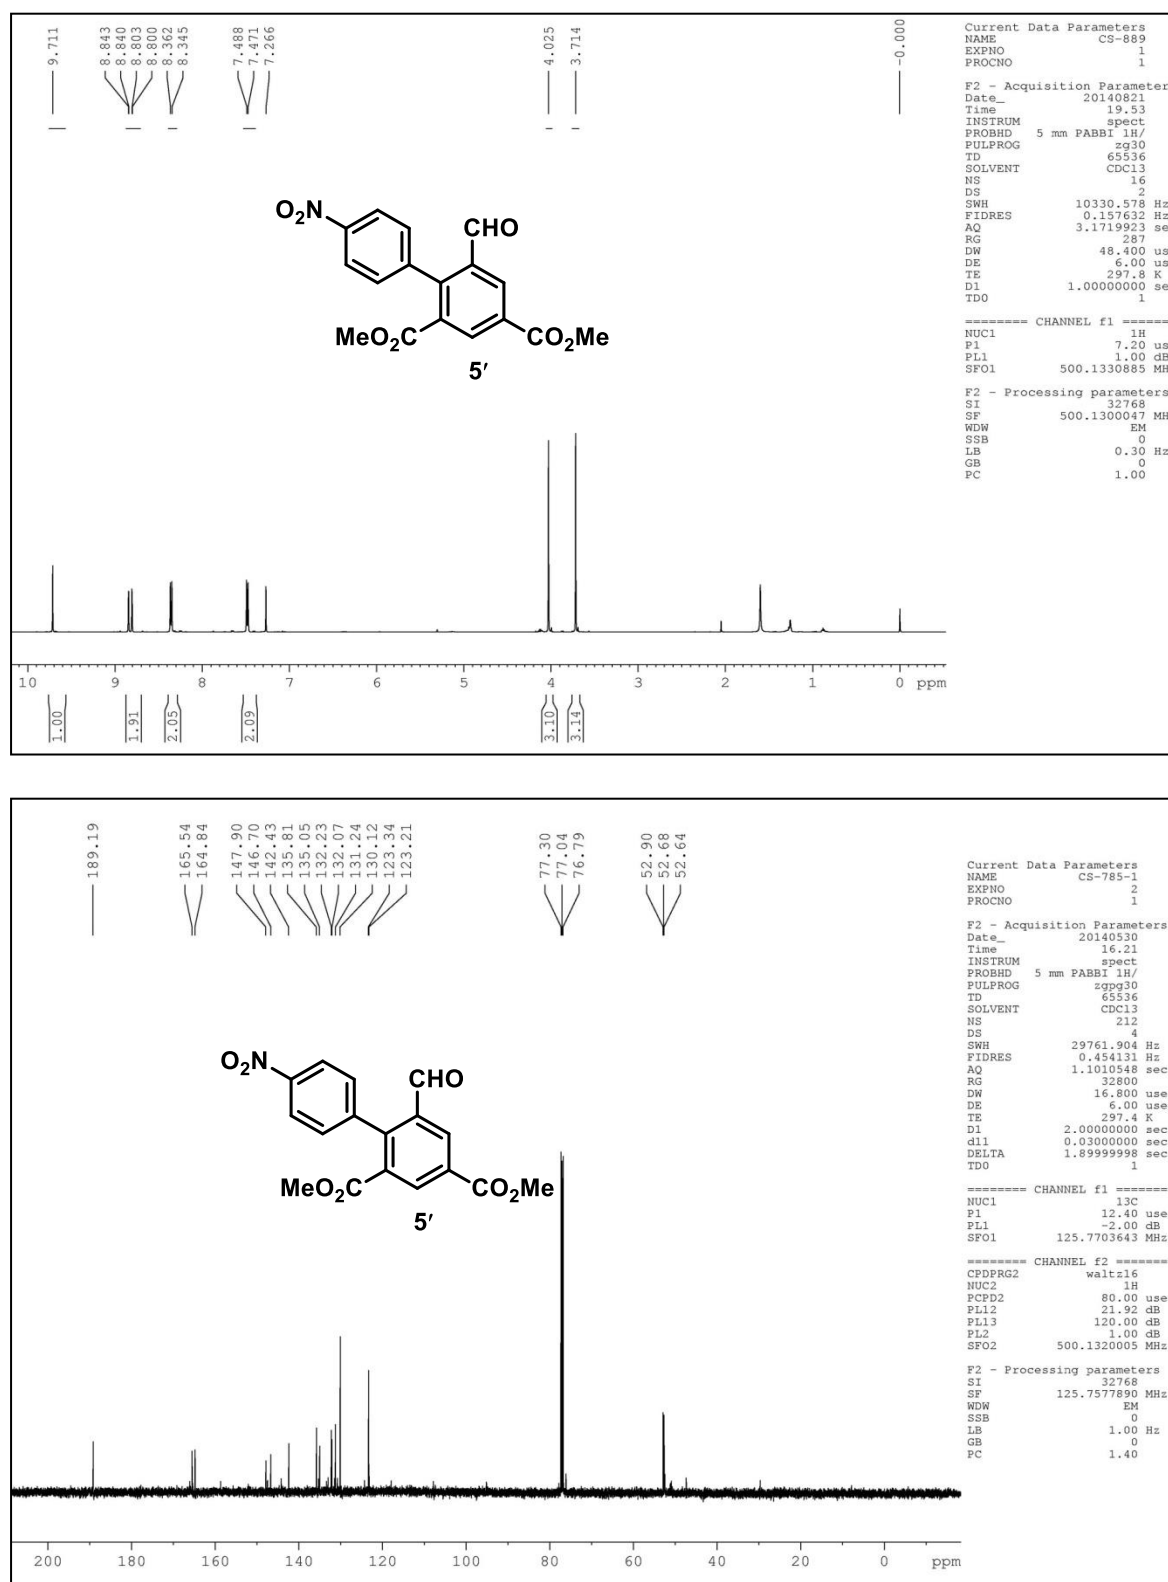 9.711
8.843
8.840
8.803
8.800
8.362
8.345
7.488
7.471
7.266
4.025
3.714
-0.000
Current Data Parameters
NAME CS-889
EXPNO 1
PROCNO 1
F2 - Acquisition Parameter
Date_ 20140821
Time 19.53
INSTRUM spect
PROBHD 5 mm PABBI 1H/
PULPROG zg30
TD 65536
SOLVENT CDCl3
NS 16
DS 2
SWH 10330.578 Hz
FIDRES 0.157632 Hz
AQ 3.1719923 se
RG 287
DW 48.400 us
DE 6.00 us
TE 297.8 K
D1 1.00000000 se
TD0 1
======== CHANNEL f1 ======
NUC1 1H
P1 7.20 us
PL1 1.00 dB
SFO1 500.1330885 MH
F2 - Processing parameters
SI 32768
SF 500.1300047 MH
WDW EM
SSB 0
LB 0.30 Hz
GB 0
PC 1.00
O2N
CHO
MeO2C
CO2Me
5′
10 9 8 7 6 5 4 3 2 1 0 ppm
1.00
1.91
2.05
2.09
3.10
3.14
189.19
165.54
164.84
147.90
146.70
142.43
135.81
135.05
132.23
132.07
131.24
130.12
123.34
123.21
77.30
77.04
76.79
52.90
52.68
52.64
Current Data Parameters
NAME CS-785-1
EXPNO 2
PROCNO 1
F2 - Acquisition Parameters
Date_ 20140530
Time 16.21
INSTRUM spect
PROBHD 5 mm PABBI 1H/
PULPROG zgpg30
TD 65536
SOLVENT CDCl3
NS 212
DS 4
SWH 29761.904 Hz
FIDRES 0.454131 Hz
AQ 1.1010548 sec
RG 32800
DW 16.800 use
DE 6.00 use
TE 297.4 K
D1 2.00000000 sec
d11 0.03000000 sec
DELTA 1.89999998 sec
TD0 1
======== CHANNEL f1 =======
NUC1 13C
P1 12.40 use
PL1 -2.00 dB
SFO1 125.7703643 MHz
======== CHANNEL f2 =======
CPDPRG2 waltz16
NUC2 1H
PCPD2 80.00 use
PL12 21.92 dB
PL13 120.00 dB
PL2 1.00 dB
SFO2 500.1320005 MHz
F2 - Processing parameters
SI 32768
SF 125.7577890 MHz
WDW EM
SSB 0
LB 1.00 Hz
GB 0
PC 1.40
O2N
CHO
MeO2C
CO2Me
5′
200 180 160 140 120 100 80 60 40 20 0 ppm